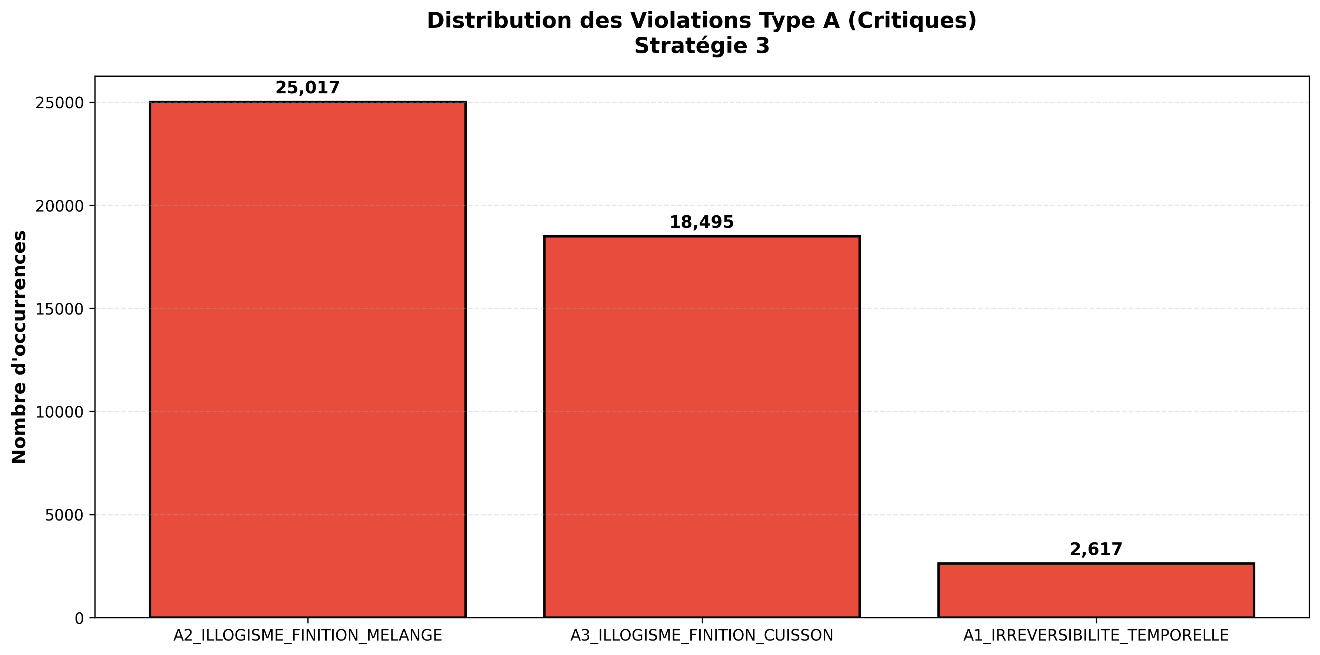 Distribution des Violations Type A (Critiques)
Stratégie 3
Nombre d'occurrences
25000
20000
15000
10000
5000
0
25,017
18,495
2,617
A2_ILLOGISME_FINITION_MELANGE
A3_ILLOGISME_FINITION_CUISSON
A1_IRREVERSIBILITE_TEMPORELLE